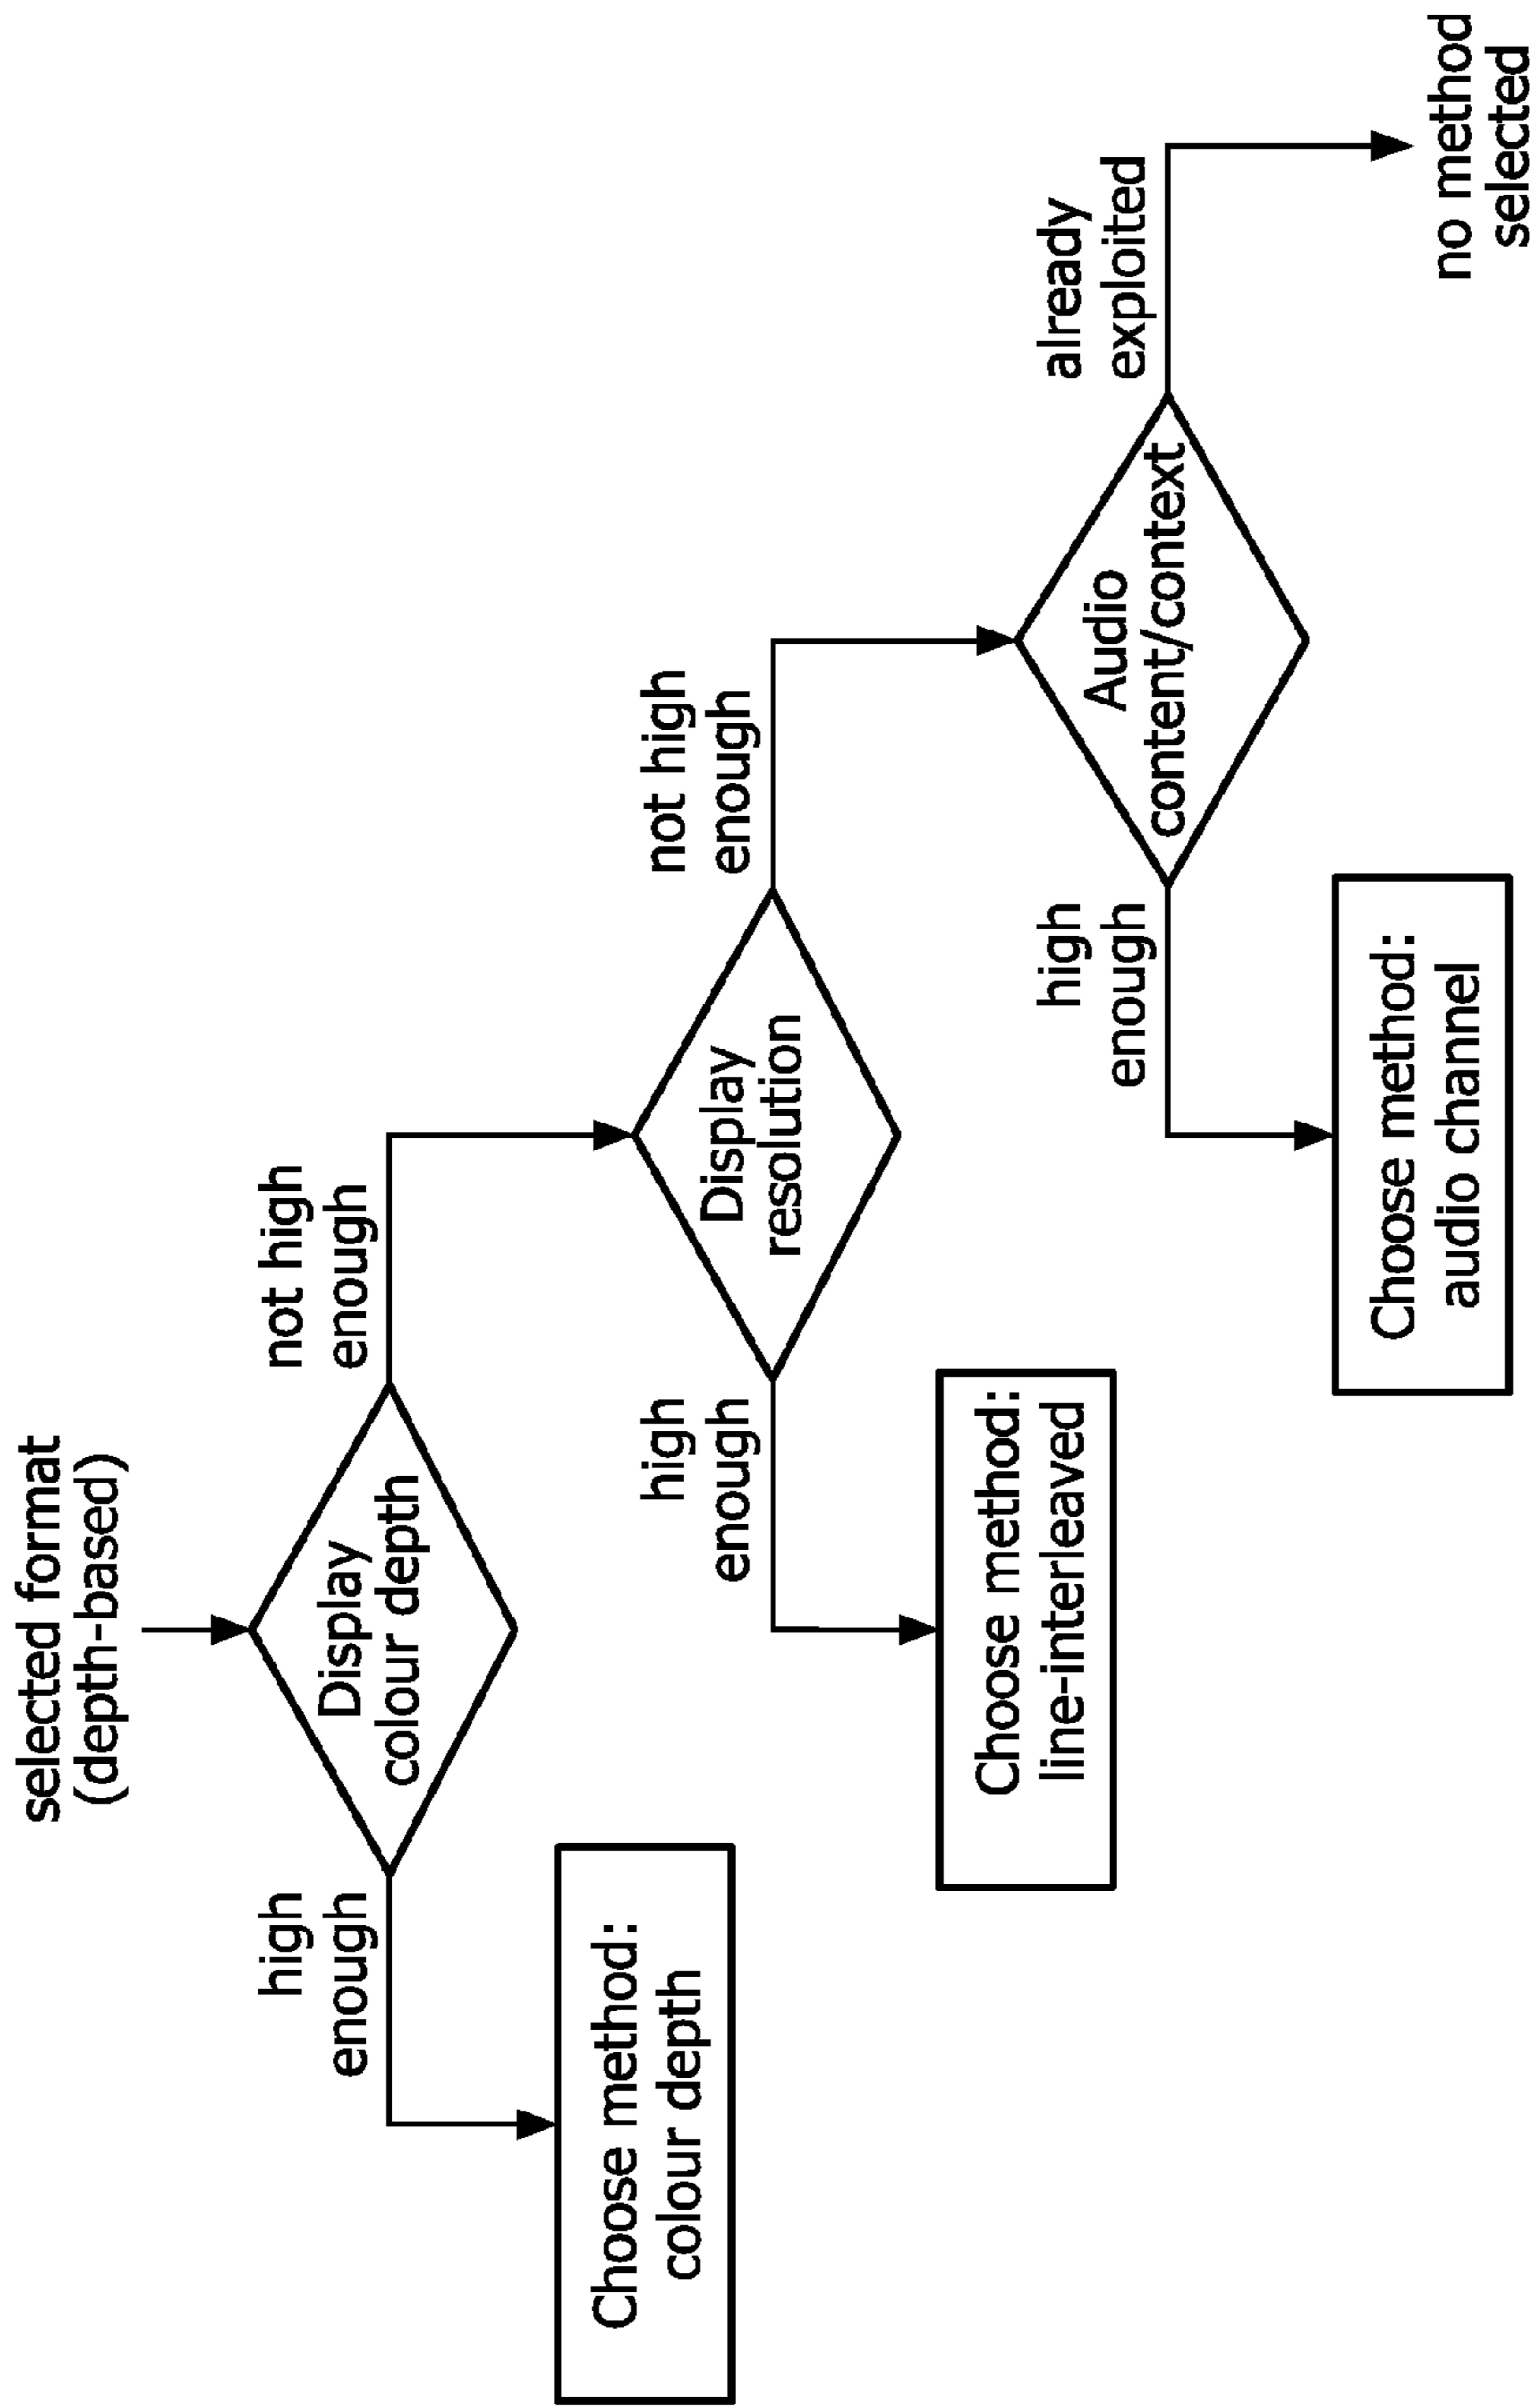 selected format
(depth-based)
Display
colour depth
high
enough
not high
enough
Choose method:
colour depth
Display
resolution
high
enough
not high
enough
Choose method:
line-interleaved
Audio
content/context
high
enough
already
exploited
Choose method:
audio channel
no method
selected